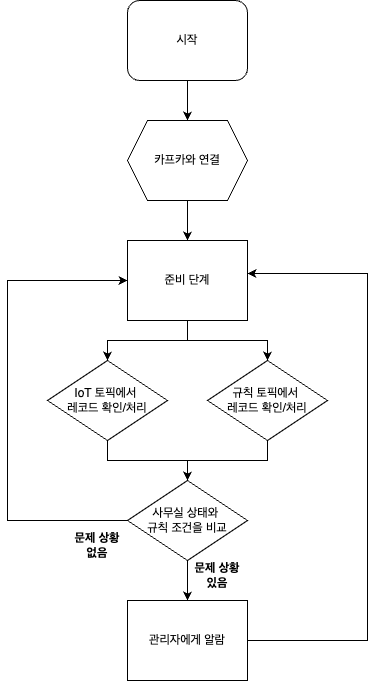 시작
카프카와 연결
준비 단계
IoT 토픽에서
레코드 확인/처리
규칙 토픽에서
레코드 확인/처리
사무실 상태와
규칙 조건을 비교
문제 상황
없음
문제 상황
있음
관리자에게 알람